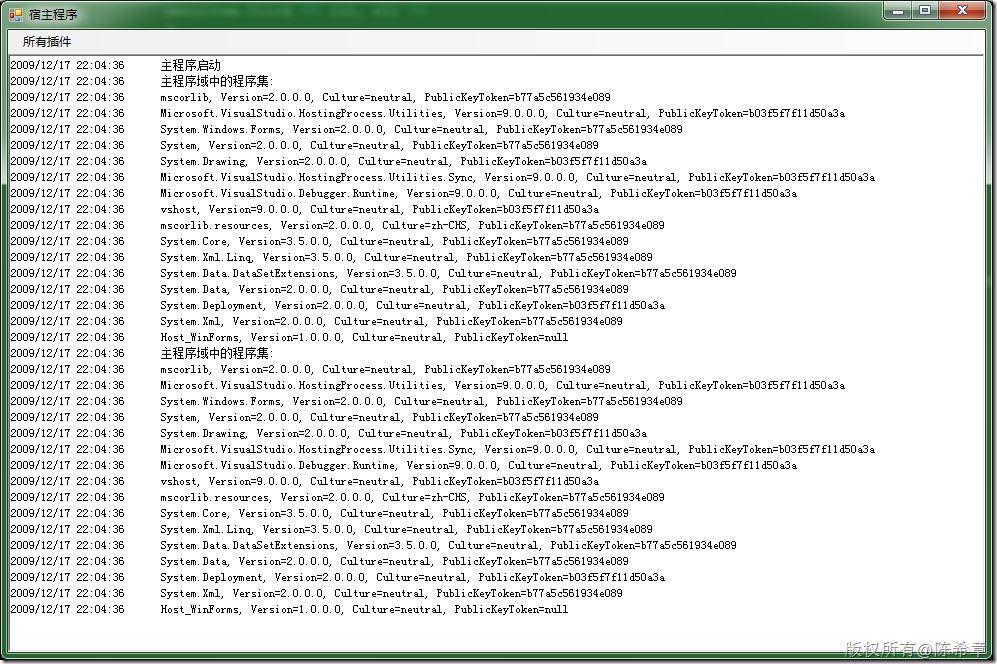 宿主程序
所有插件
2009/12/17 22:04:36 主程序启动
2009/12/17 22:04:36 主程序域中的程序集:
2009/12/17 22:04:36 mscorlib, Version=2.0.0.0, Culture=neutral, PublicKeyToken=b77a5c561934e089
2009/12/17 22:04:36 Microsoft.VisualStudio.HostingProcess.Utilities, Version=9.0.0.0, Culture=neutral, PublicKeyToken=b03f5f7f11d50a3a
2009/12/17 22:04:36 System.Windows.Forms, Version=2.0.0.0, Culture=neutral, PublicKeyToken=b77a5c561934e089
2009/12/17 22:04:36 System, Version=2.0.0.0, Culture=neutral, PublicKeyToken=b77a5c561934e089
2009/12/17 22:04:36 System.Drawing, Version=2.0.0.0, Culture=neutral, PublicKeyToken=b03f5f7f11d50a3a
2009/12/17 22:04:36 Microsoft.VisualStudio.HostingProcess.Utilities.Sync, Version=9.0.0.0, Culture=neutral, PublicKeyToken=b03f5f7f11d50a3a
2009/12/17 22:04:36 Microsoft.VisualStudio.Debugger.Runtime, Version=9.0.0.0, Culture=neutral, PublicKeyToken=b03f5f7f11d50a3a
2009/12/17 22:04:36 vshost, Version=9.0.0.0, Culture=neutral, PublicKeyToken=b03f5f7f11d50a3a
2009/12/17 22:04:36 mscorlib.resources, Version=2.0.0.0, Culture=zh-CHS, PublicKeyToken=b77a5c561934e089
2009/12/17 22:04:36 System.Core, Version=3.5.0.0, Culture=neutral, PublicKeyToken=b77a5c561934e089
2009/12/17 22:04:36 System.Xml.Linq, Version=3.5.0.0, Culture=neutral, PublicKeyToken=b77a5c561934e089
2009/12/17 22:04:36 System.Data.DataSetExtensions, Version=3.5.0.0, Culture=neutral, PublicKeyToken=b77a5c561934e089
2009/12/17 22:04:36 System.Data, Version=2.0.0.0, Culture=neutral, PublicKeyToken=b77a5c561934e089
2009/12/17 22:04:36 System.Deployment, Version=2.0.0.0, Culture=neutral, PublicKeyToken=b03f5f7f11d50a3a
2009/12/17 22:04:36 System.Xml, Version=2.0.0.0, Culture=neutral, PublicKeyToken=b77a5c561934e089
2009/12/17 22:04:36 Host_WinForms, Version=1.0.0.0, Culture=neutral, PublicKeyToken=null
2009/12/17 22:04:36 主程序域中的程序集:
2009/12/17 22:04:36 mscorlib, Version=2.0.0.0, Culture=neutral, PublicKeyToken=b77a5c561934e089
2009/12/17 22:04:36 Microsoft.VisualStudio.HostingProcess.Utilities, Version=9.0.0.0, Culture=neutral, PublicKeyToken=b03f5f7f11d50a3a
2009/12/17 22:04:36 System.Windows.Forms, Version=2.0.0.0, Culture=neutral, PublicKeyToken=b77a5c561934e089
2009/12/17 22:04:36 System, Version=2.0.0.0, Culture=neutral, PublicKeyToken=b77a5c561934e089
2009/12/17 22:04:36 System.Drawing, Version=2.0.0.0, Culture=neutral, PublicKeyToken=b03f5f7f11d50a3a
2009/12/17 22:04:36 Microsoft.VisualStudio.HostingProcess.Utilities.Sync, Version=9.0.0.0, Culture=neutral, PublicKeyToken=b03f5f7f11d50a3a
2009/12/17 22:04:36 Microsoft.VisualStudio.Debugger.Runtime, Version=9.0.0.0, Culture=neutral, PublicKeyToken=b03f5f7f11d50a3a
2009/12/17 22:04:36 vshost, Version=9.0.0.0, Culture=neutral, PublicKeyToken=b03f5f7f11d50a3a
2009/12/17 22:04:36 mscorlib.resources, Version=2.0.0.0, Culture=zh-CHS, PublicKeyToken=b77a5c561934e089
2009/12/17 22:04:36 System.Core, Version=3.5.0.0, Culture=neutral, PublicKeyToken=b77a5c561934e089
2009/12/17 22:04:36 System.Xml.Linq, Version=3.5.0.0, Culture=neutral, PublicKeyToken=b77a5c561934e089
2009/12/17 22:04:36 System.Data.DataSetExtensions, Version=3.5.0.0, Culture=neutral, PublicKeyToken=b77a5c561934e089
2009/12/17 22:04:36 System.Data, Version=2.0.0.0, Culture=neutral, PublicKeyToken=b77a5c561934e089
2009/12/17 22:04:36 System.Deployment, Version=2.0.0.0, Culture=neutral, PublicKeyToken=b03f5f7f11d50a3a
2009/12/17 22:04:36 System.Xml, Version=2.0.0.0, Culture=neutral, PublicKeyToken=b77a5c561934e089
2009/12/17 22:04:36 Host_WinForms, Version=1.0.0.0, Culture=neutral, PublicKeyToken=null
版权所有@陈希章